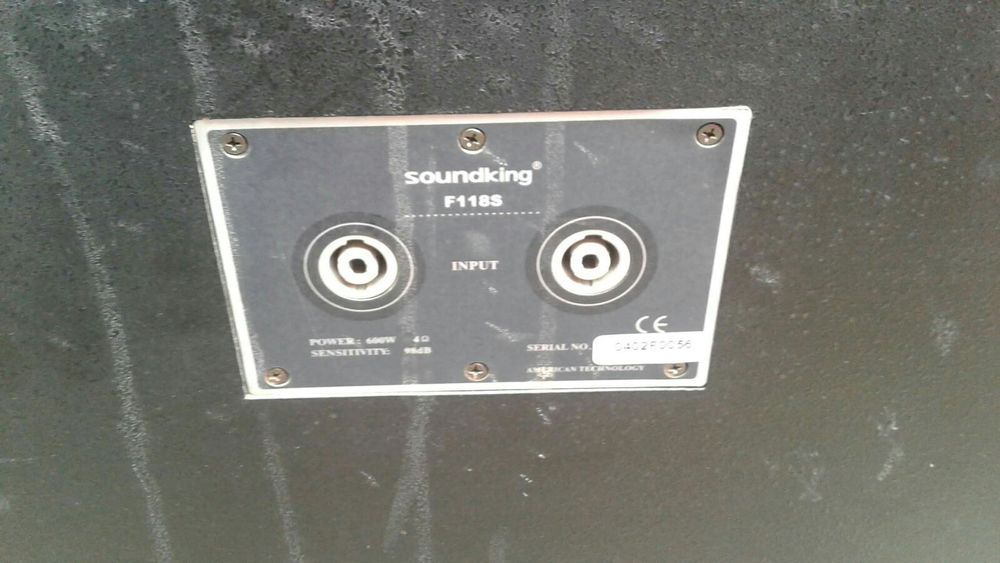 soundking®
F118S
INPUT
POWER: 600W 4Ω
SENSITIVITY: 98dB
CE
SERIAL NO. 0402F0056
AMERICAN TECHNOLOGY